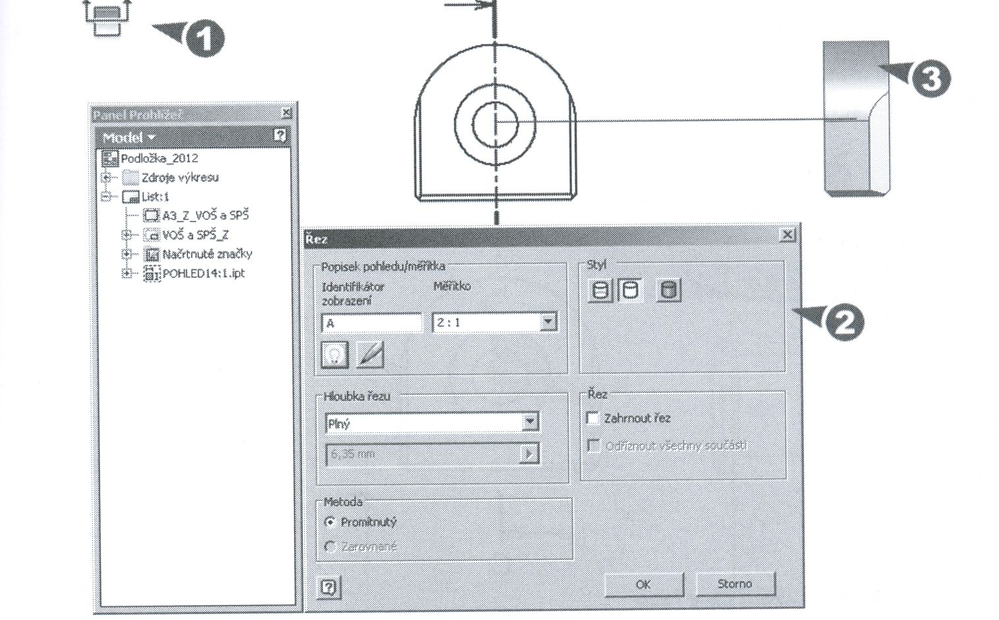 1
3
Panel Prohlížeč
Model
Podložka_2012
Zdroje výkresu
List:1
A3_Z_VOŠ a SPŠ
VOŠ a SPŠ_Z
Načrtnuté značky
POHLED14:1.ipt
Řez
Popisek pohledu/měřítka
Identifikátor
zobrazení
Měřítko
A
2 : 1
Styl
2
Hloubka řezu
Plný
6,35 mm
Řez
Zahrnout řez
Odříznout všechny součásti
Metoda
Promítnutý
Zarovnané
OK
Storno